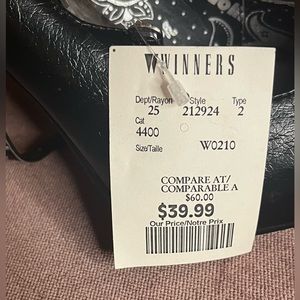 WINNERS
Dept/Rayon Style Type
25 212924 2
Cat
4400
Size/Taille W0210
COMPARE AT/
COMPARABLE A
$60.00
$39.99
Our Price/Notre Prix